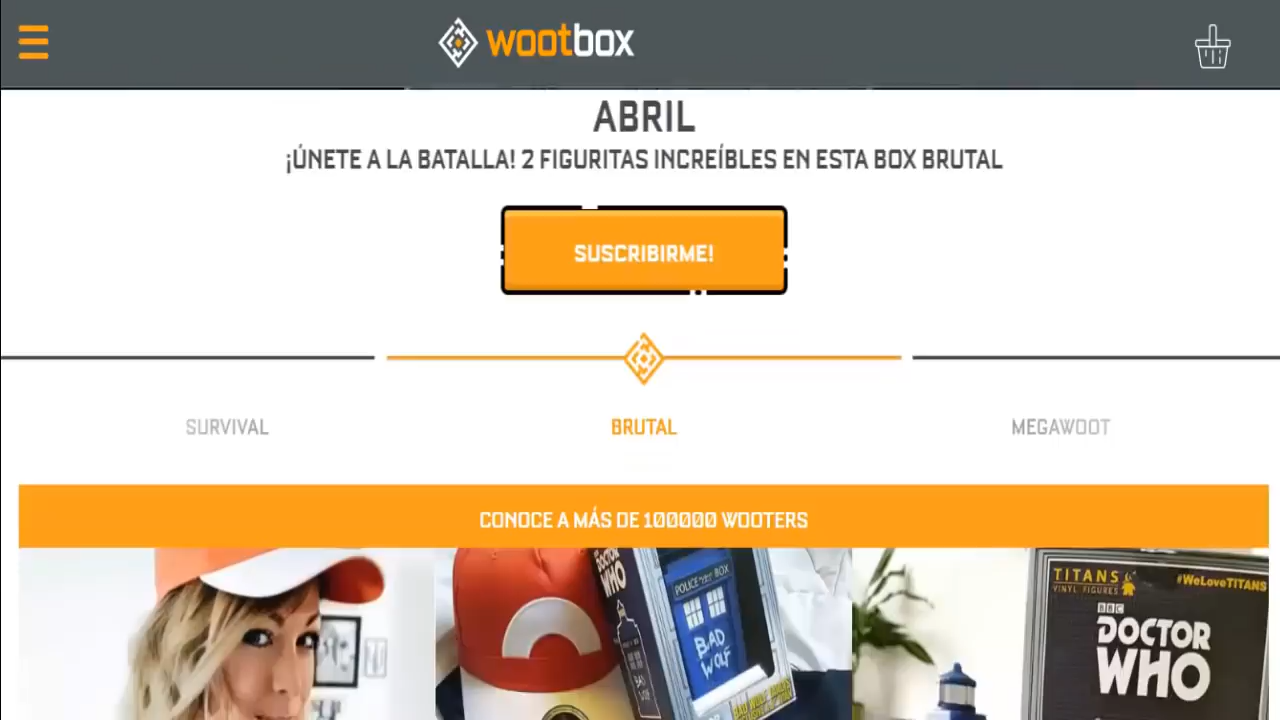 wootbox
ABRIL
¡ÚNETE A LA BATALLA! 2 FIGURITAS INCREÍBLES EN ESTA BOX BRUTAL
SUSCRIBIRME!
SURVIVAL
BRUTAL
MEGAWOOT
CONOCE A MÁS DE 100000 WOOTERS
DOCTOR
WHO
POLICE BOX
BAD
WOLF
TITANS
VINYL FIGURES
#WeLoveTITANS
BBC
DOCTOR
WHO